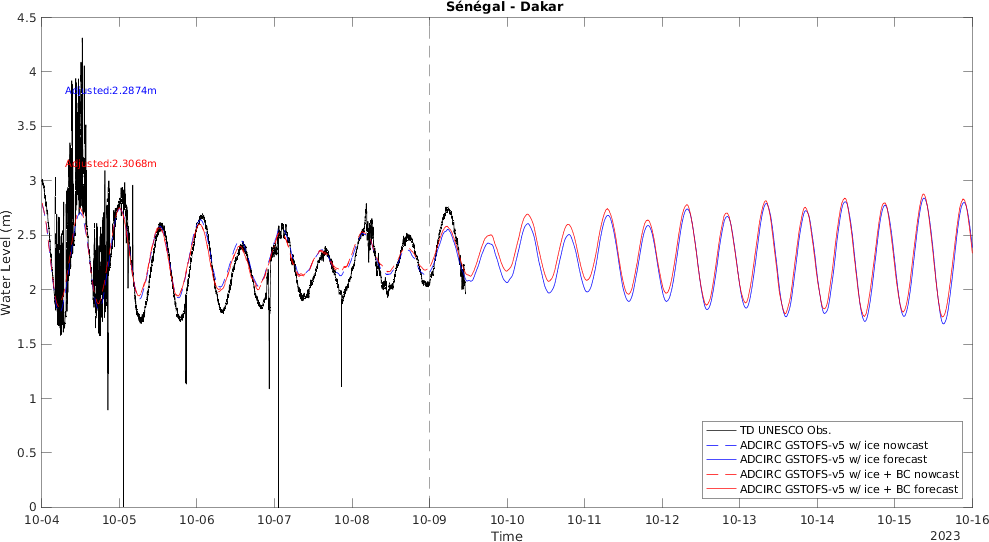 Sénégal - Dakar
4.5
4
3.5
3
2.5
2
1.5
1
0.5
0
Water Level (m)
Adjusted:2.2874m
Adjusted:2.3068m
TD UNESCO Obs.
ADCIRC GSTOFS-v5 w/ ice nowcast
ADCIRC GSTOFS-v5 w/ ice forecast
ADCIRC GSTOFS-v5 w/ ice + BC nowcast
ADCIRC GSTOFS-v5 w/ ice + BC forecast
10-04 10-05 10-06 10-07 10-08 10-09 10-10 10-11 10-12 10-13 10-14 10-15 10-16
Time
2023